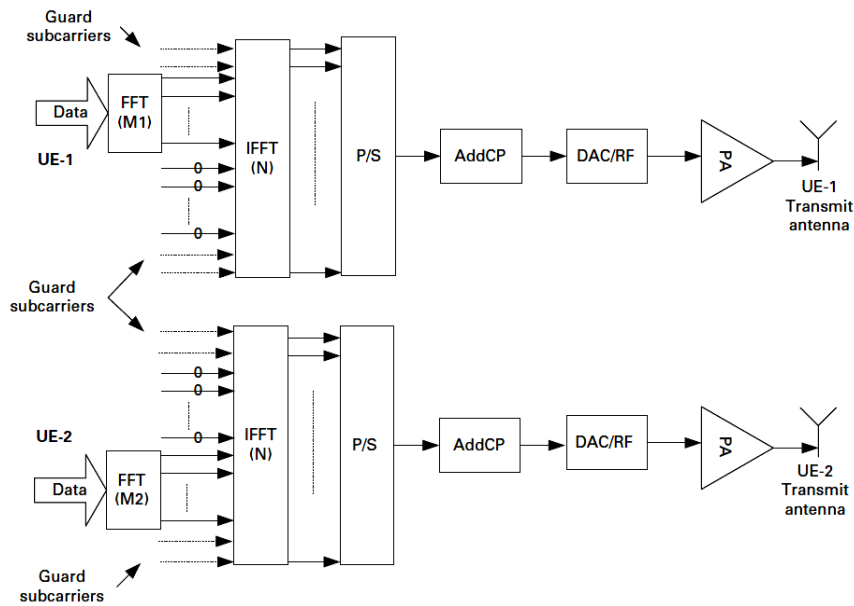 Guard
subcarriers
Data
FFT
(M1)
UE-1
0
0
0
IFFT
(N)
P/S
AddCP
DAC/RF
PA
UE-1
Transmit
antenna
Guard
subcarriers
0
0
0
UE-2
Data
FFT
(M2)
IFFT
(N)
P/S
AddCP
DAC/RF
PA
UE-2
Transmit
antenna
Guard
subcarriers